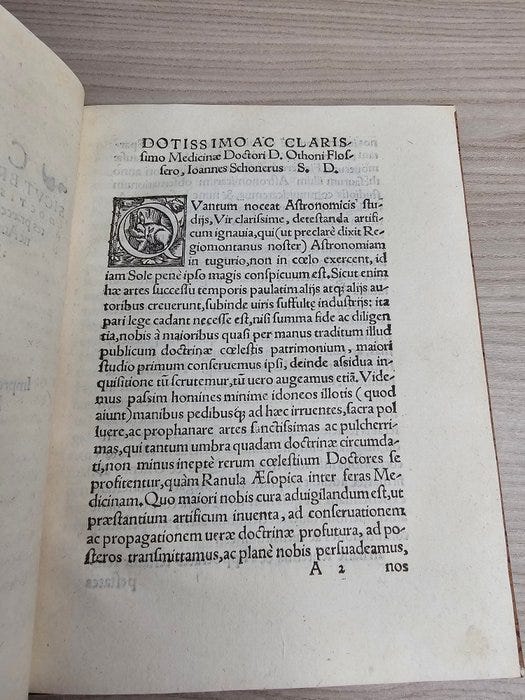 DOTISSIMO AC CLARIS-
simo Medicinæ Doctori D. Othoni Flos-
sero, Ioannes Schonerus S. D.
QVantum noceat Astronomicis stu
dijs, Vir clarissime, detestanda artifi
cum ignauia, qui (ut preclarè dixit Re
giomontanus noster) Astronomiam
in tugurio, non in cœlo exercent, id
iam Sole penè ipso magis conspicuum est. Sicut enim
hæ artes successu temporis paulatim alijs atq; alijs au-
toribus creuerunt, subinde uiris suffultę industrijs: ita
pari lege cadant necesse est, nisi summa fide ac diligen
tia, nobis à maioribus quasi per manus traditum illud
publicum doctrinæ cœlestis patrimonium, maiori
studio primum conseruemus ipsi, deinde assidua in-
quisitione tũ scrutemur, tũ uero augeamus etiã. Vide-
mus passim homines minime idoneos illotis (quod
aiunt) manibus pedibusq; ad hæc irruentes, sacra pol
luere, ac prophanare artes sanctissimas ac pulcherri-
mas, qui tantum umbra quadam doctrinæ circumda-
ti, non minus ineptè rerum cœlestium Doctores se
profitentur, quàm Ranula Æsopica inter feras Me-
dicinam. Quo maiori nobis cura aduigilandum est, ut
præstantium artificum inuenta, ad conseruationem
ac propagationem ueræ doctrinæ profutura, ad po-
steros transmittamus, ac planè nobis persuadeamus,
A 2 nos